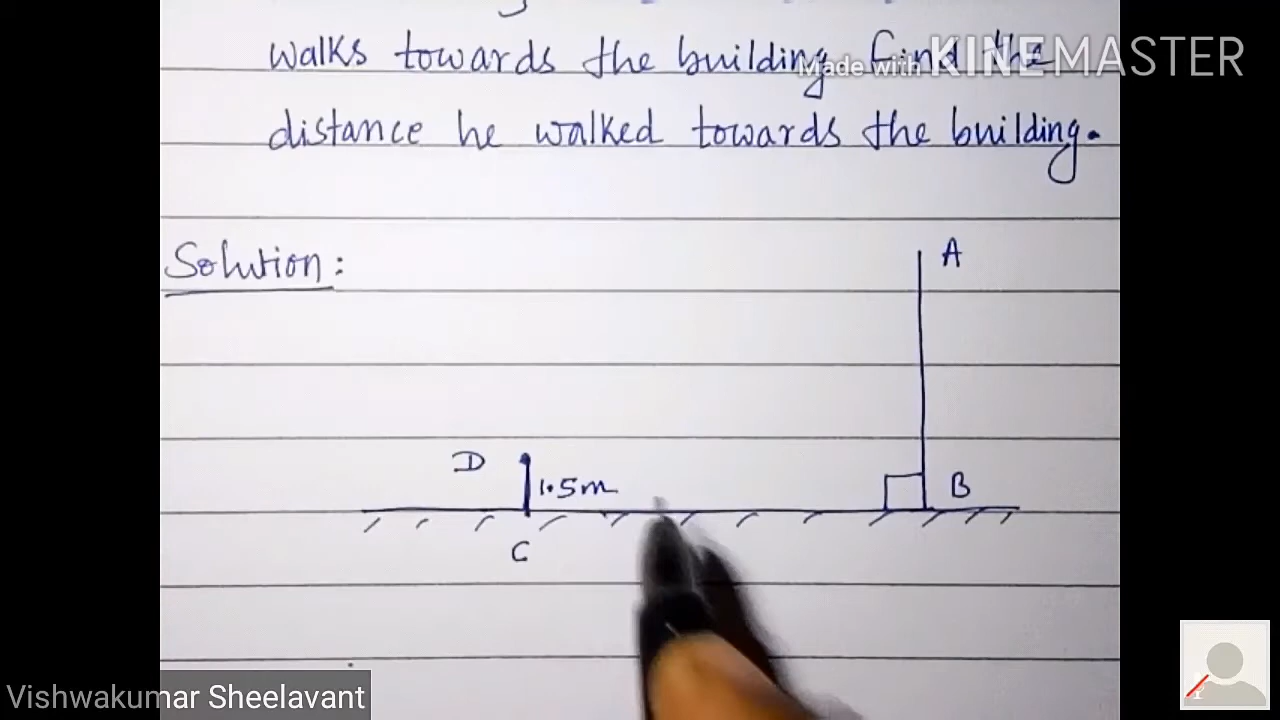 walks towards the building. Find the
Made with KINEMASTER
distance he walked towards the building.
Solution:
A
D
1.5m
B
C
Vishwakumar Sheelavant